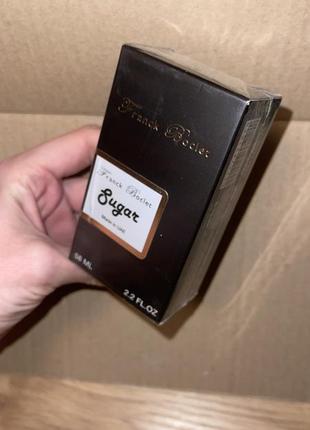 Franck Boclet
Franck Boclet
Sugar
Made in UAE
58 ML
2.2 FL.OZ